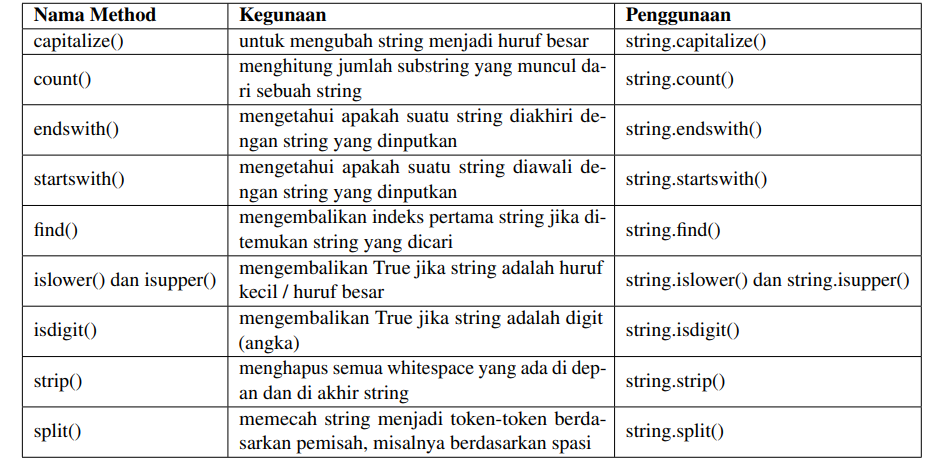 Nama Method Kegunaan Penggunaan
capitalize() untuk mengubah string menjadi huruf besar string.capitalize()
count() menghitung jumlah substring yang muncul da-
ri sebuah string string.count()
endswith() mengetahui apakah suatu string diakhiri de-
ngan string yang dinputkan string.endswith()
startswith() mengetahui apakah suatu string diawali de-
ngan string yang dinputkan string.startswith()
find() mengembalikan indeks pertama string jika di-
temukan string yang dicari string.find()
islower() dan isupper() mengembalikan True jika string adalah huruf
kecil / huruf besar string.islower() dan string.isupper()
isdigit() mengembalikan True jika string adalah digit
(angka) string.isdigit()
strip() menghapus semua whitespace yang ada di dep-
an dan di akhir string string.strip()
split() memecah string menjadi token-token berda-
sarkan pemisah, misalnya berdasarkan spasi string.split()